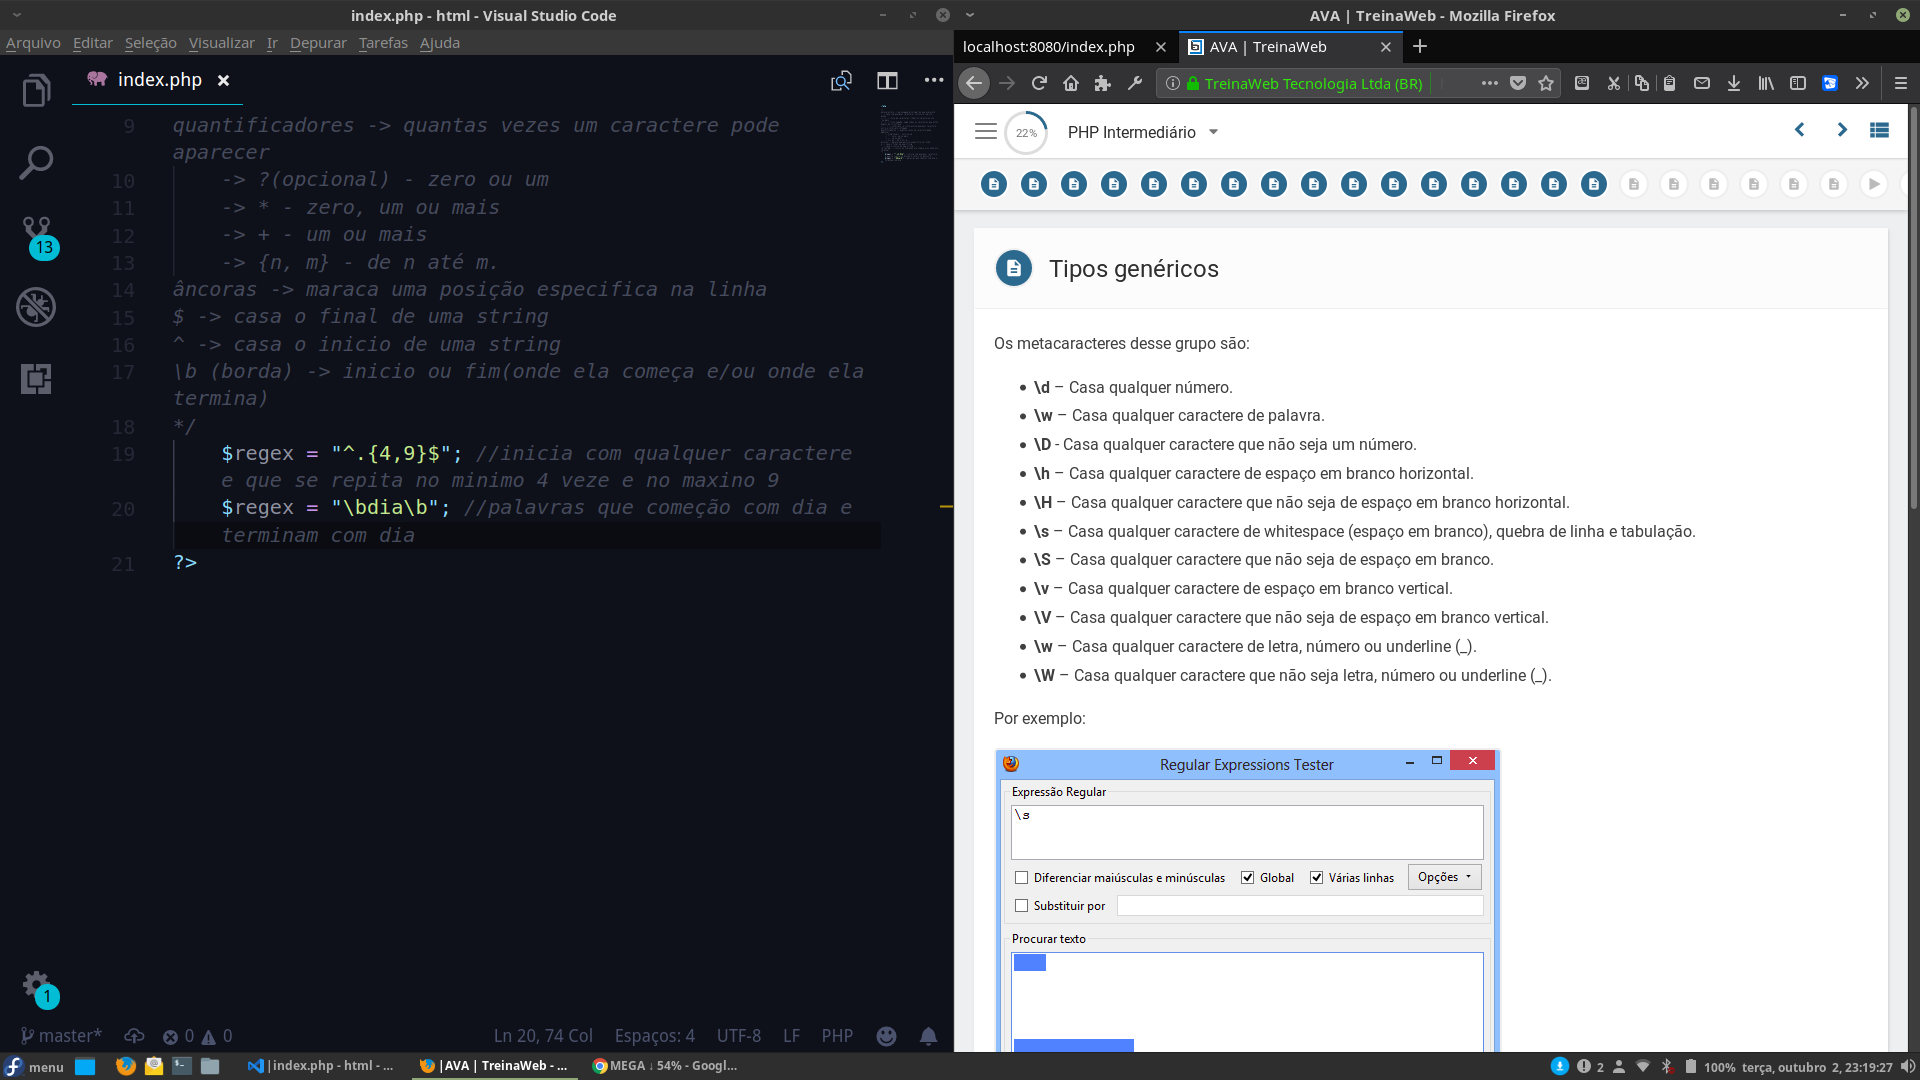 index.php - html - Visual Studio Code
Arquivo Editar Seleção Visualizar Ir Depurar Tarefas Ajuda
index.php
9 quantificadores -> quantas vezes um caractere pode
aparecer
10 -> ?(opcional) - zero ou um
11 -> * - zero, um ou mais
12 -> + - um ou mais
13 -> {n, m} - de n até m.
14 âncoras -> maraca uma posição especifica na linha
15 $ -> casa o final de uma string
16 ^ -> casa o inicio de uma string
17 \b (borda) -> inicio ou fim(onde ela começa e/ou onde ela
termina)
18 */
19 $regex = "^.{4,9}$"; //inicia com qualquer caractere
e que se repita no minimo 4 veze e no maxino 9
20 $regex = "\bdia\b"; //palavras que começão com dia e
terminam com dia
21 ?>
13
1
master* 0 0 Ln 20, 74 Col Espaços: 4 UTF-8 LF PHP
AVA | TreinaWeb - Mozilla Firefox
localhost:8080/index.php AVA | TreinaWeb
TreinaWeb Tecnologia Ltda (BR)
22% PHP Intermediário
Tipos genéricos
Os metacaracteres desse grupo são:
\d – Casa qualquer número.
\w – Casa qualquer caractere de palavra.
\D - Casa qualquer caractere que não seja um número.
\h – Casa qualquer caractere de espaço em branco horizontal.
\H – Casa qualquer caractere que não seja de espaço em branco horizontal.
\s – Casa qualquer caractere de whitespace (espaço em branco), quebra de linha e tabulação.
\S – Casa qualquer caractere que não seja de espaço em branco.
\v – Casa qualquer caractere de espaço em branco vertical.
\V – Casa qualquer caractere que não seja de espaço em branco vertical.
\w – Casa qualquer caractere de letra, número ou underline (_).
\W – Casa qualquer caractere que não seja letra, número ou underline (_).
Por exemplo:
Regular Expressions Tester
Expressão Regular
\s
Diferenciar maiúsculas e minúsculas Global Várias linhas Opções
Substituir por
Procurar texto
menu |index.php - html - ... |AVA | TreinaWeb - ... MEGA ↓ 54% - Googl... 2 100% terça, outubro 2, 23:19:27